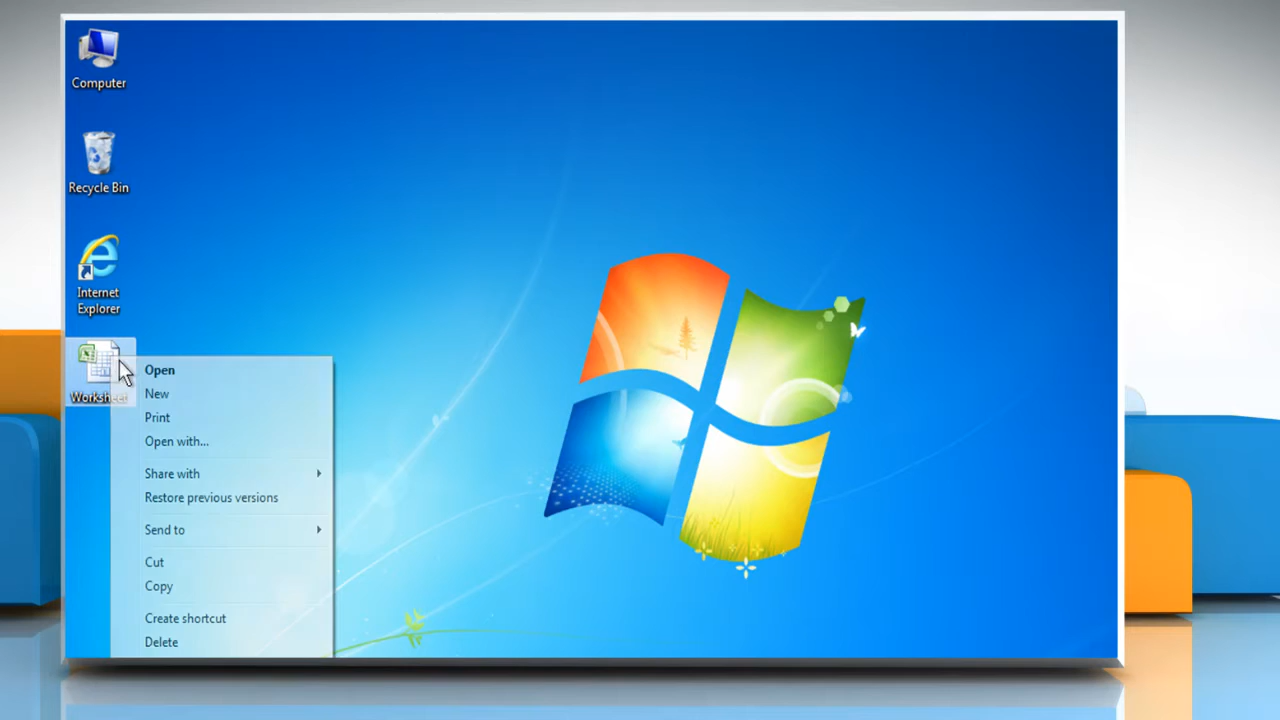 Computer
Recycle Bin
Internet
Explorer
Worksheet
Open
New
Print
Open with...
Share with
Restore previous versions
Send to
Cut
Copy
Create shortcut
Delete